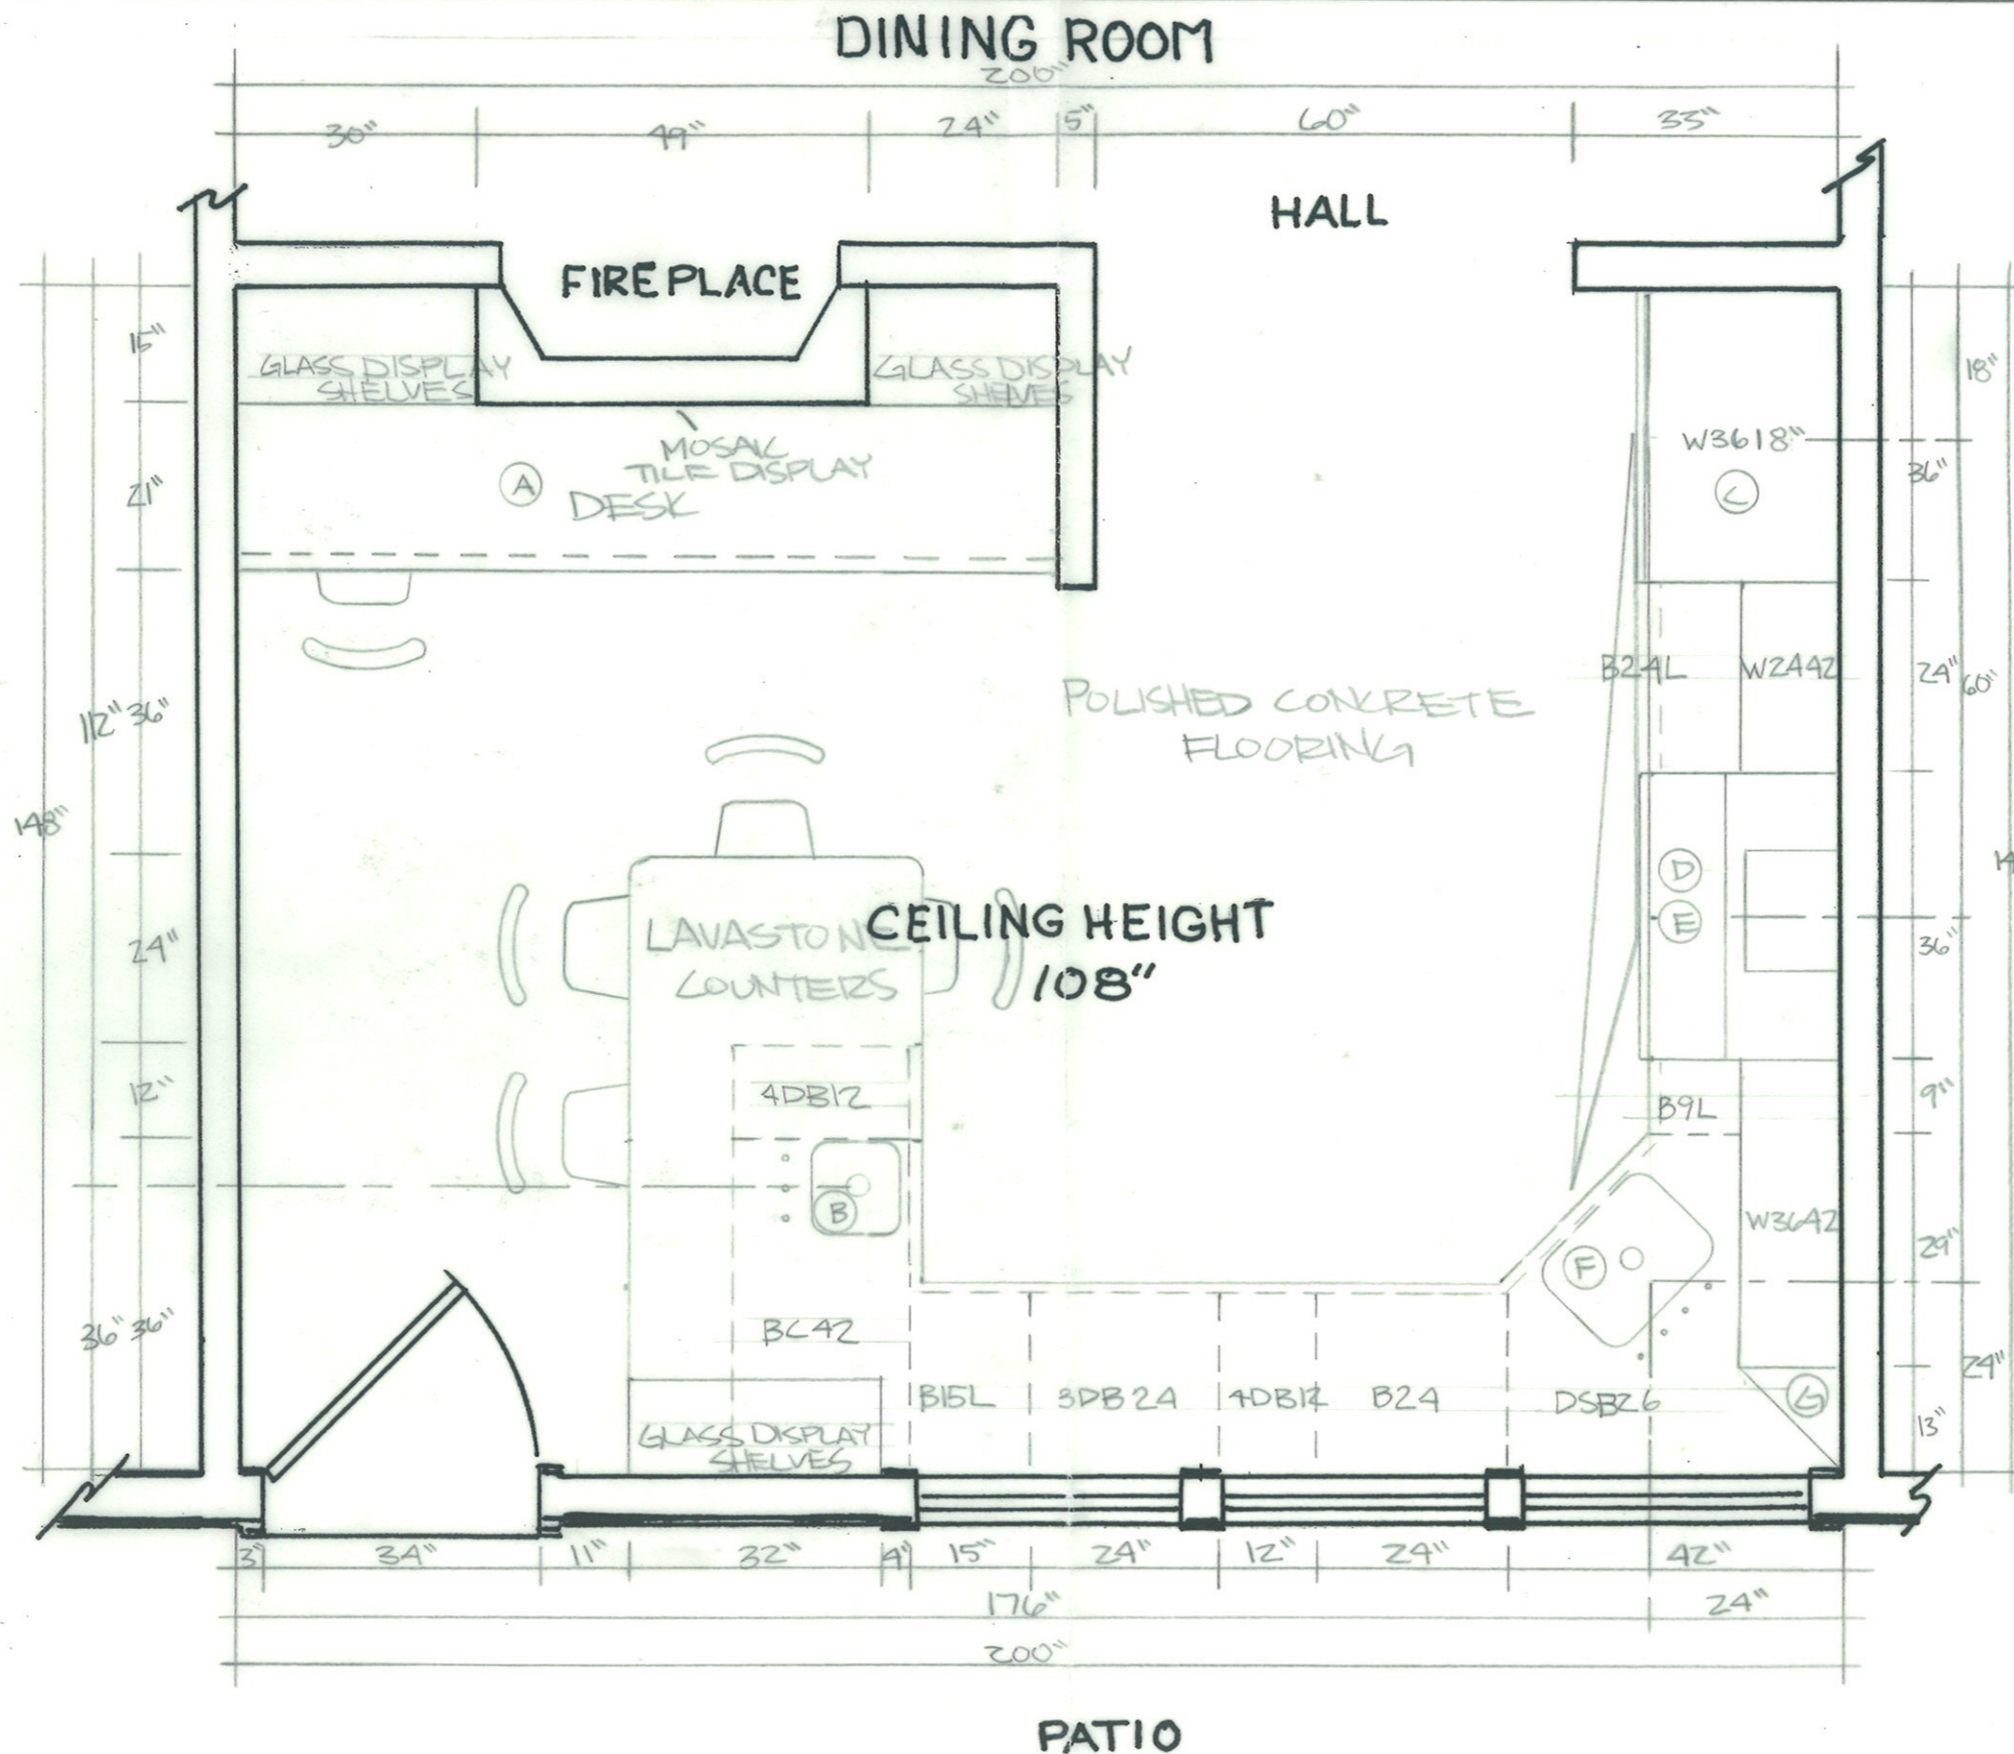 DINING ROOM
200"
30" 49" 24" 5" 60" 33"
HALL
FIREPLACE
15"
GLASS DISPLAY
SHELVES
GLASS DISPLAY
SHELVES
18"
MOSAIC
TILE DISPLAY
W3618"
36"
21"
A
DESK
C
B24L W2442
24" 60"
112" 36"
POLISHED CONCRETE
FLOORING
148"
D
E
LAVASTONE
COUNTERS
CEILING HEIGHT
108"
24"
36"
12"
4DB12
B9L
9"
B
W3642
29"
F
36" 36"
BC42
24"
B15L 3DB24 4DB12 B24 DSB26
G
13"
GLASS DISPLAY
SHELVES
3" 34" 11" 32" 4" 15" 24" 12" 24" 42"
176" 24"
200"
PATIO